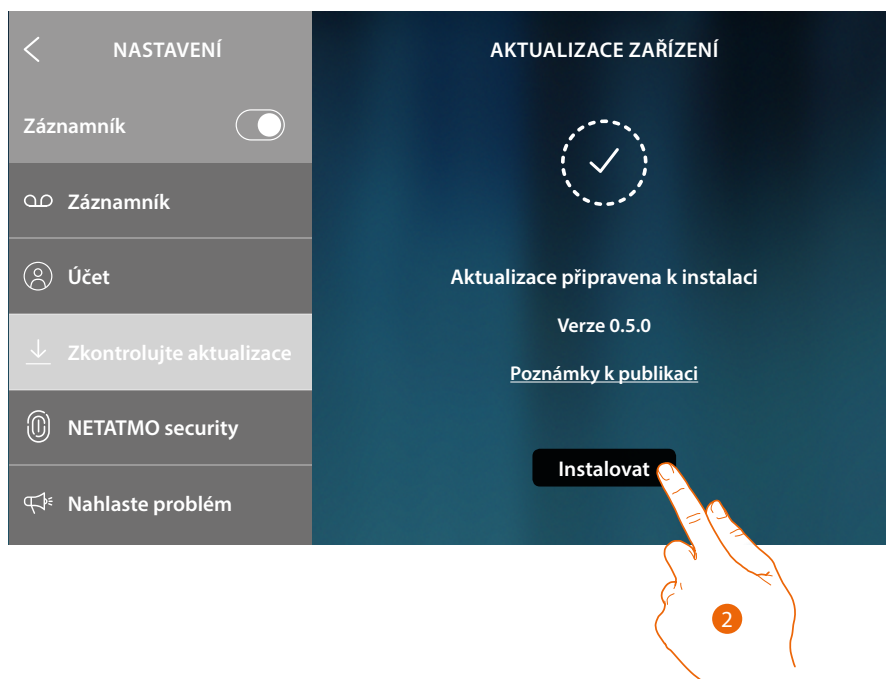 NASTAVENÍ
Záznamník
Záznamník
Účet
Zkontrolujte aktualizace
NETATMO security
Nahlaste problém
AKTUALIZACE ZAŘÍZENÍ
Aktualizace připravena k instalaci
Verze 0.5.0
Poznámky k publikaci
Instalovat
2